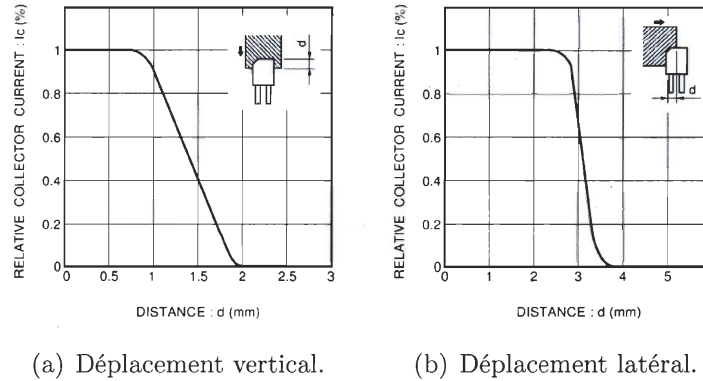 RELATIVE COLLECTOR CURRENT : Ic (%)
1
0.8
0.6
0.4
0.2
0
0 0.5 1 1.5 2 2.5 3
d
DISTANCE : d (mm)
(a) Déplacement vertical.
RELATIVE COLLECTOR CURRENT : Ic (%)
1
0.8
0.6
0.4
0.2
0
0 1 2 3 4 5
d
DISTANCE : d (mm)
(b) Déplacement latéral.